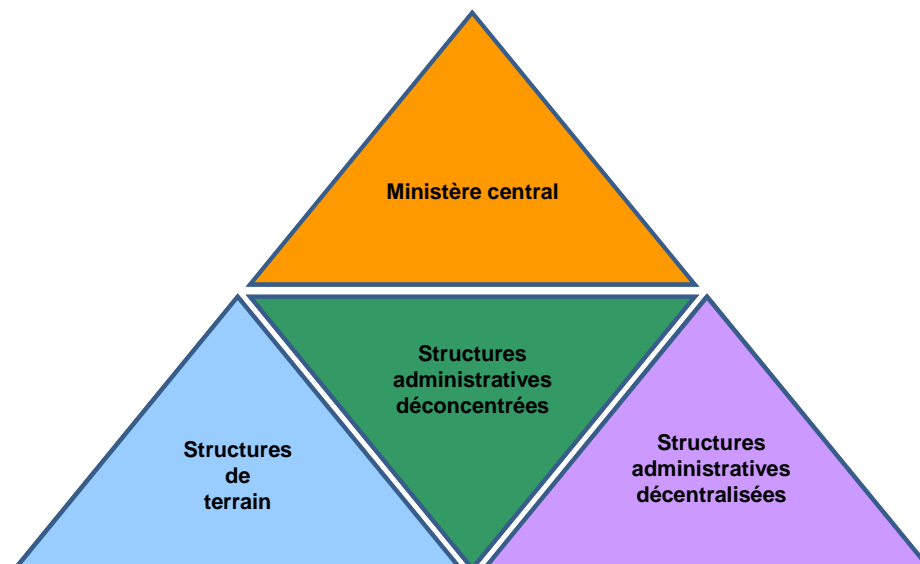 Ministère central
Structures
administratives
déconcentrées
Structures
de
terrain
Structures
administratives
décentralisées